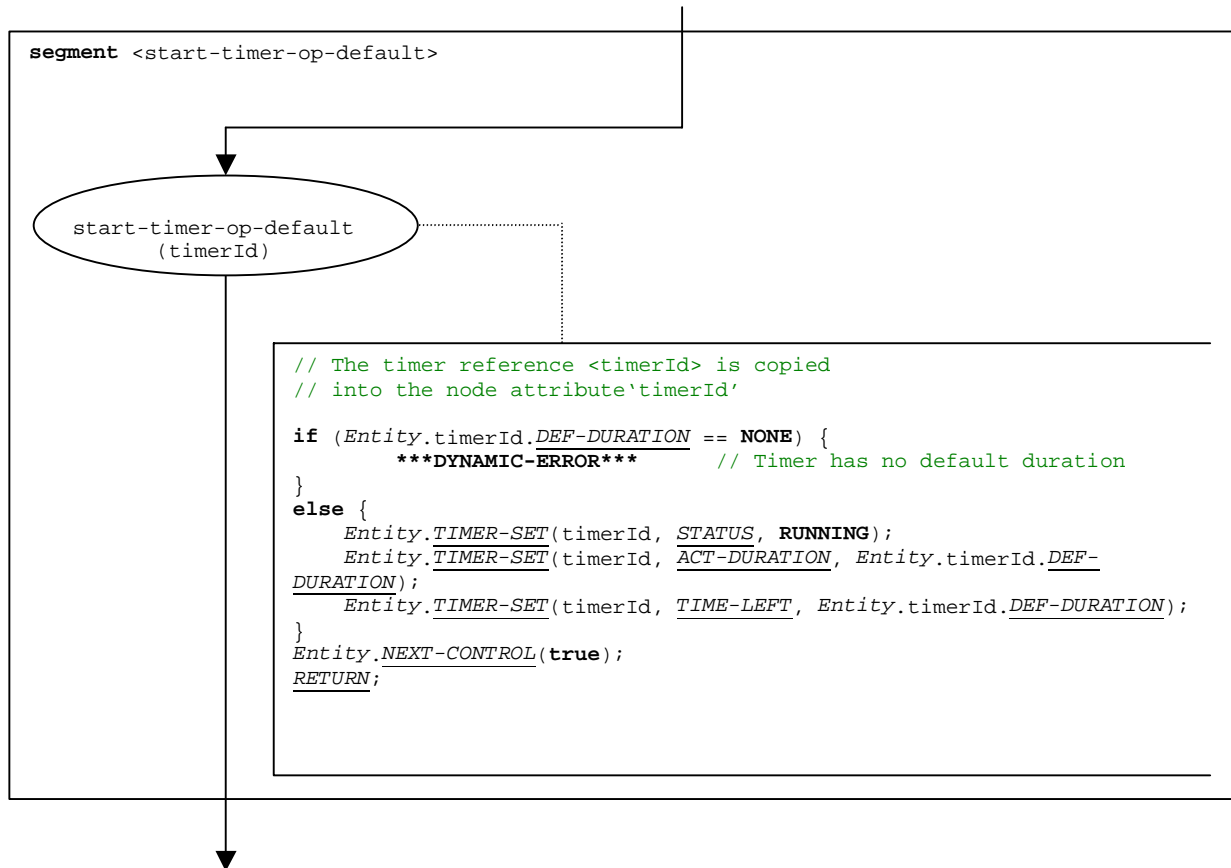 segment <start-timer-op-default>
start-timer-op-default
(timerId)
// The timer reference <timerId> is copied
// into the node attribute‘timerId’
if (Entity.timerId.DEF-DURATION == NONE) {
***DYNAMIC-ERROR*** // Timer has no default duration
}
else {
Entity.TIMER-SET(timerId, STATUS, RUNNING);
Entity.TIMER-SET(timerId, ACT-DURATION, Entity.timerId.DEF-
DURATION);
Entity.TIMER-SET(timerId, TIME-LEFT, Entity.timerId.DEF-DURATION);
}
Entity.NEXT-CONTROL(true);
RETURN;